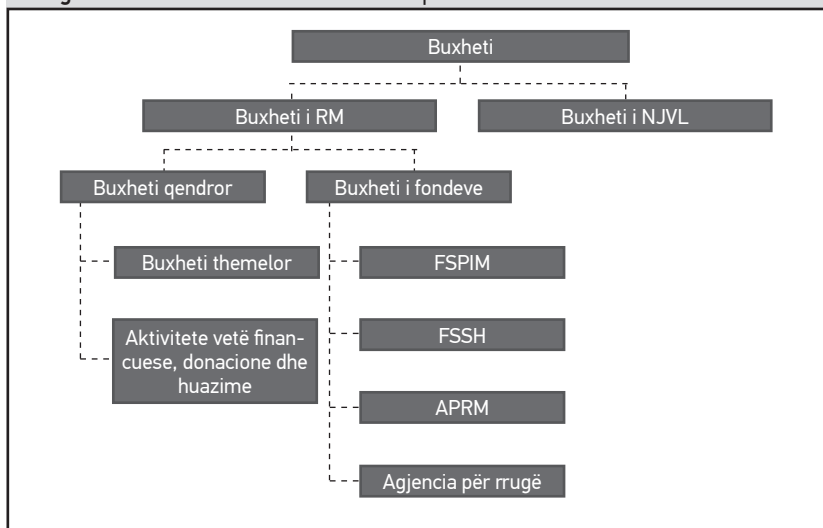 Buxheti
Buxheti i RM
Buxheti i NJVL
Buxheti qendror
Buxheti i fondeve
Buxheti themelor
FSPIM
Aktivitete vetë finan-
cuese, donacione dhe
huazime
FSSH
APRM
Agjencia për rrugë